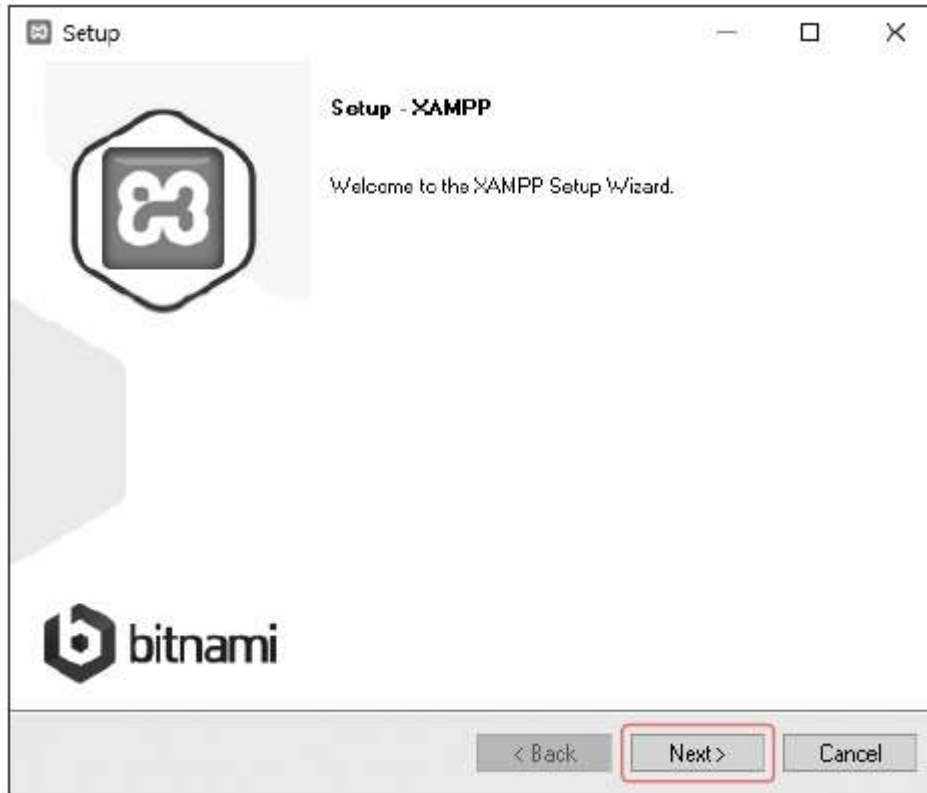 Setup
Setup - XAMPP
Welcome to the XAMPP Setup Wizard.
bitnami
< Back
Next >
Cancel